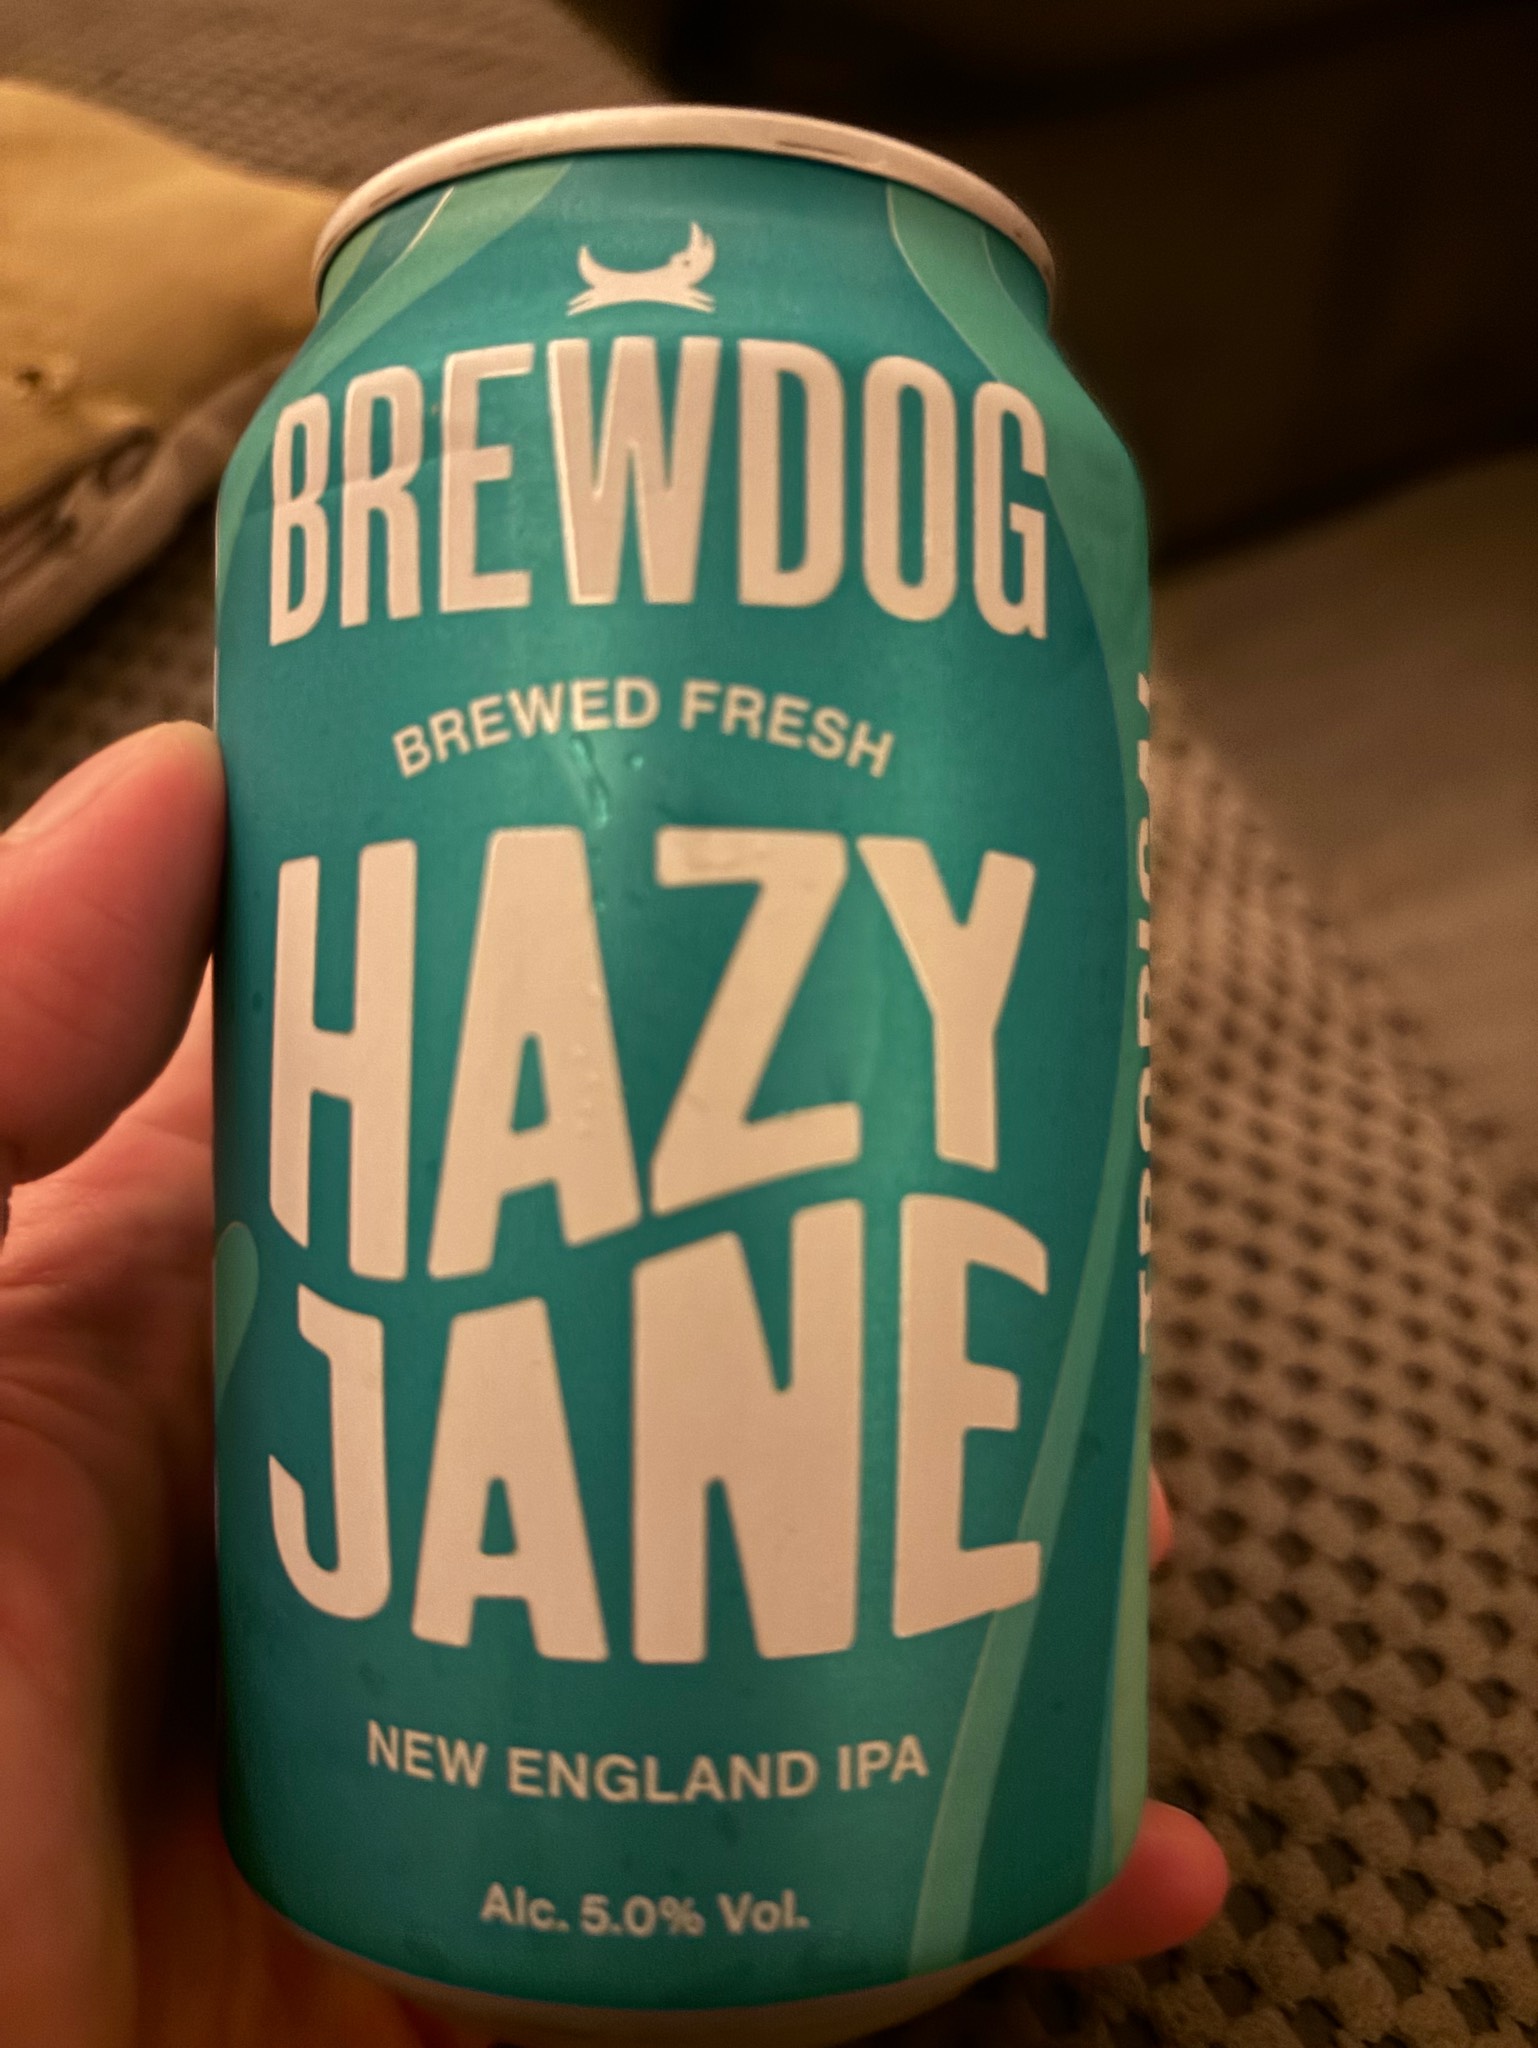 BREWDOG
BREWED FRESH
HAZY
JANE
NEW ENGLAND IPA
Alc. 5.0% Vol.